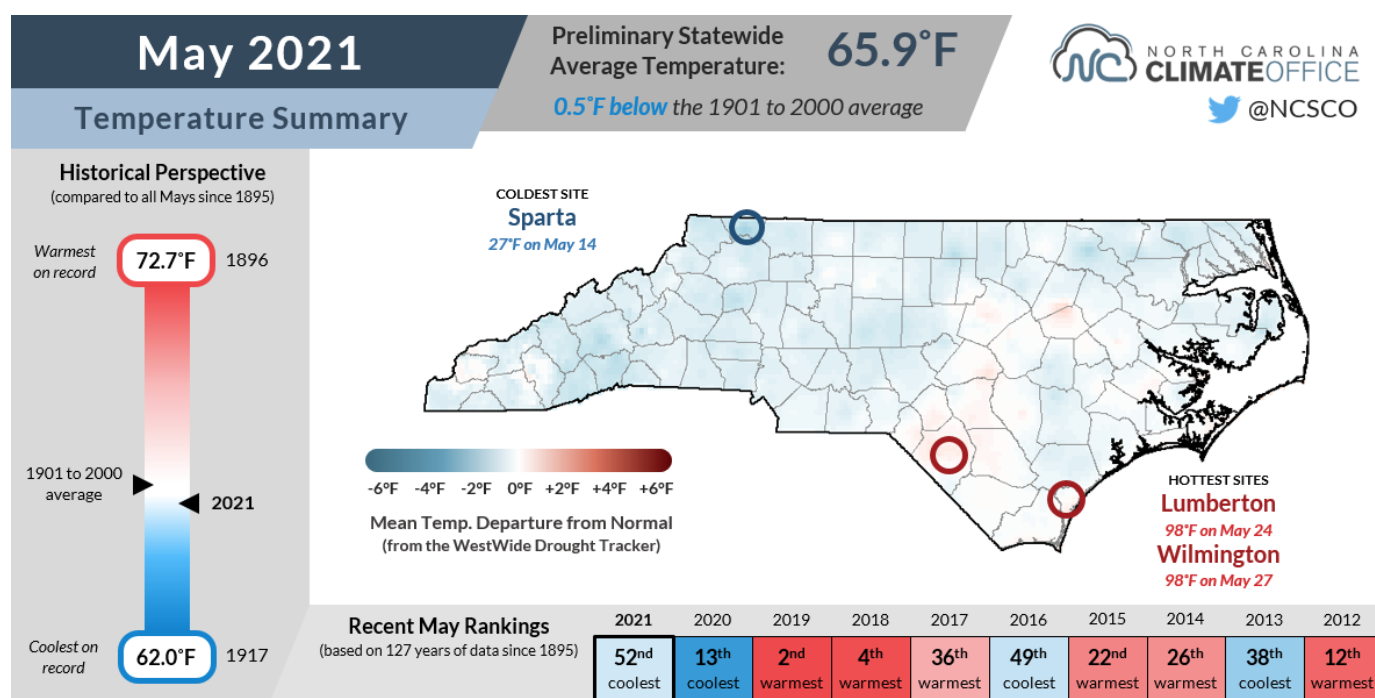 May 2021
Temperature Summary
Preliminary Statewide
Average Temperature:
65.9°F
0.5°F below the 1901 to 2000 average
NC
NORTH CAROLINA
CLIMATEOFFICE
@NCSCO
Historical Perspective
(compared to all Mays since 1895)
Warmest
on record
72.7°F
1896
1901 to 2000
average
2021
Coolest on
record
62.0°F
1917
COLDEST SITE
Sparta
27°F on May 14
-6°F -4°F -2°F 0°F +2°F +4°F +6°F
Mean Temp. Departure from Normal
(from the WestWide Drought Tracker)
HOTTEST SITES
Lumberton
98°F on May 24
Wilmington
98°F on May 27
Recent May Rankings
(based on 127 years of data since 1895)
2021 2020 2019 2018 2017 2016 2015 2014 2013 2012
52nd 13th 2nd 4th 36th 49th 22nd 26th 38th 12th
coolest coolest warmest warmest warmest coolest warmest warmest coolest warmest